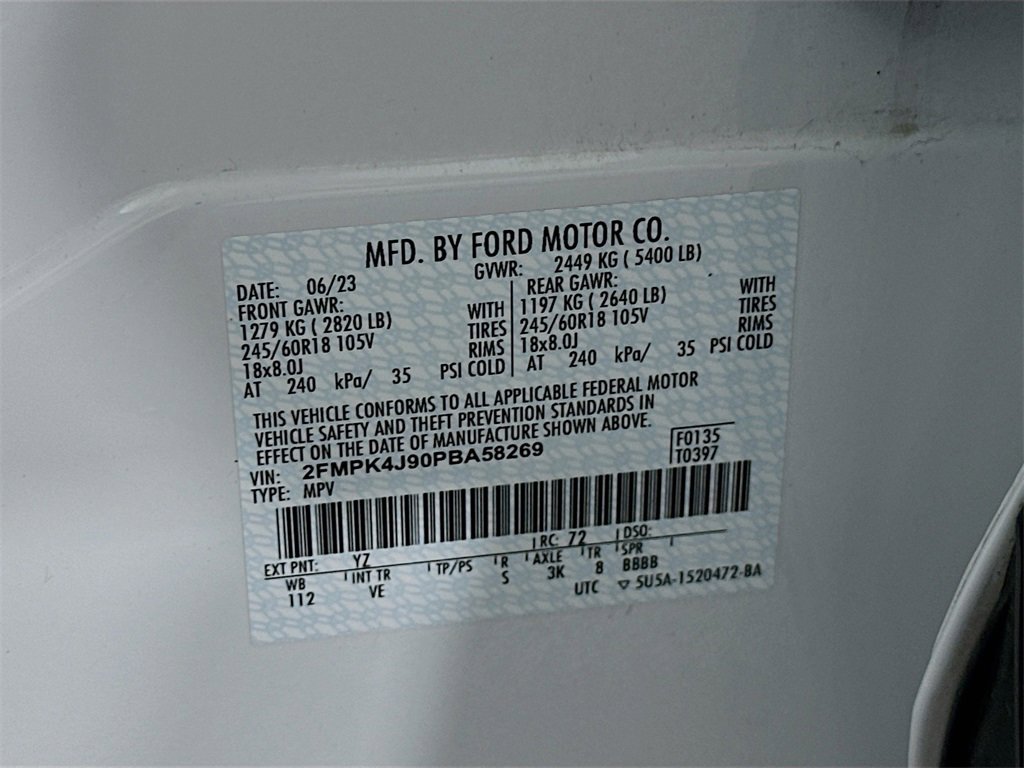 MFD. BY FORD MOTOR CO.
DATE: 06/23 GVWR: 2449 KG ( 5400 LB)
FRONT GAWR: REAR GAWR:
1279 KG ( 2820 LB) WITH 1197 KG ( 2640 LB) WITH
245/60R18 105V TIRES 245/60R18 105V TIRES
18x8.0J RIMS 18x8.0J RIMS
AT 240 kPa/ 35 PSI COLD AT 240 kPa/ 35 PSI COLD
THIS VEHICLE CONFORMS TO ALL APPLICABLE FEDERAL MOTOR
VEHICLE SAFETY AND THEFT PREVENTION STANDARDS IN
EFFECT ON THE DATE OF MANUFACTURE SHOWN ABOVE.
VIN: 2FMPK4J90PBA58269 F0135
TYPE: MPV T0397
EXT PNT: YZ RC: 72 DSO:
WB INT TR TP/PS R AXLE TR SPR
112 VE S 3K 8 BBBB
UTC ▽ 5U5A-1520472-BA